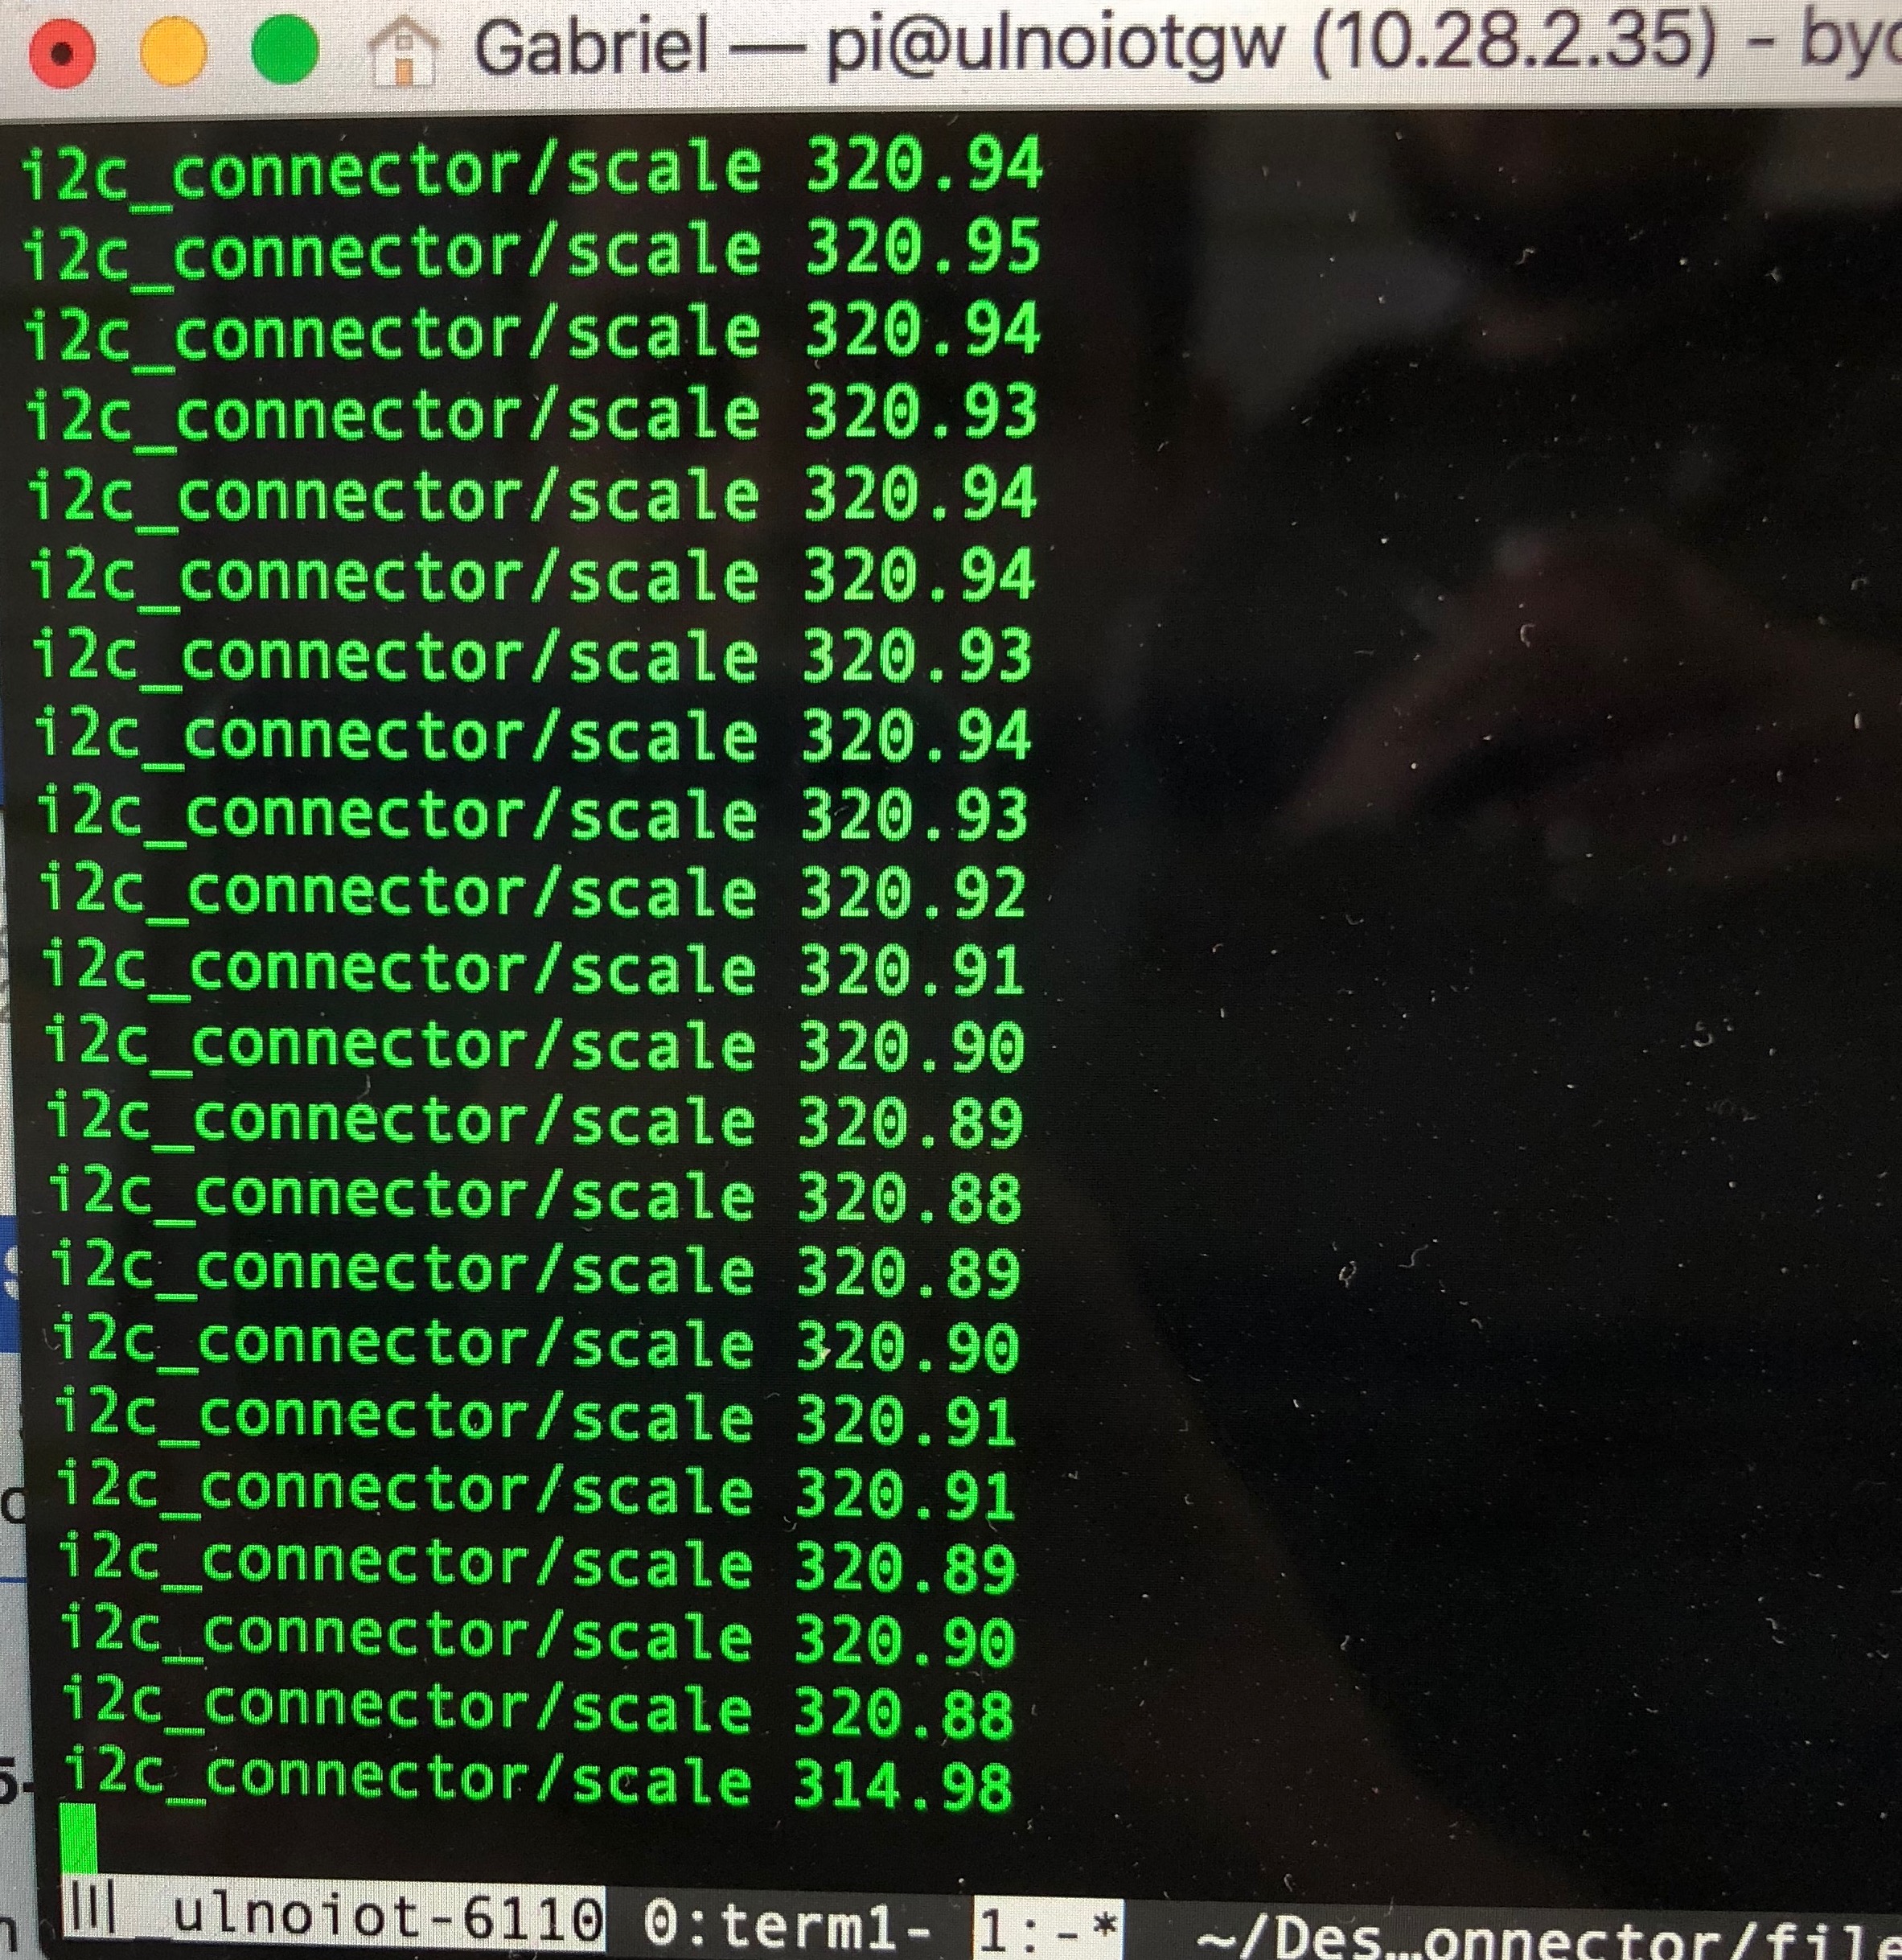 Gabriel — pi@ulnoiotgw (10.28.2.35) -
i2c_connector/scale 320.94
i2c_connector/scale 320.95
i2c_connector/scale 320.94
i2c_connector/scale 320.93
i2c_connector/scale 320.94
i2c_connector/scale 320.94
i2c_connector/scale 320.93
i2c_connector/scale 320.94
i2c_connector/scale 320.93
i2c_connector/scale 320.92
i2c_connector/scale 320.91
i2c_connector/scale 320.90
i2c_connector/scale 320.89
i2c_connector/scale 320.88
i2c_connector/scale 320.89
i2c_connector/scale 320.90
i2c_connector/scale 320.91
i2c_connector/scale 320.91
i2c_connector/scale 320.89
i2c_connector/scale 320.90
i2c_connector/scale 320.88
i2c_connector/scale 314.98
ulnoiot-6110 0:term1- 1:-* ~/Des…onnector/file